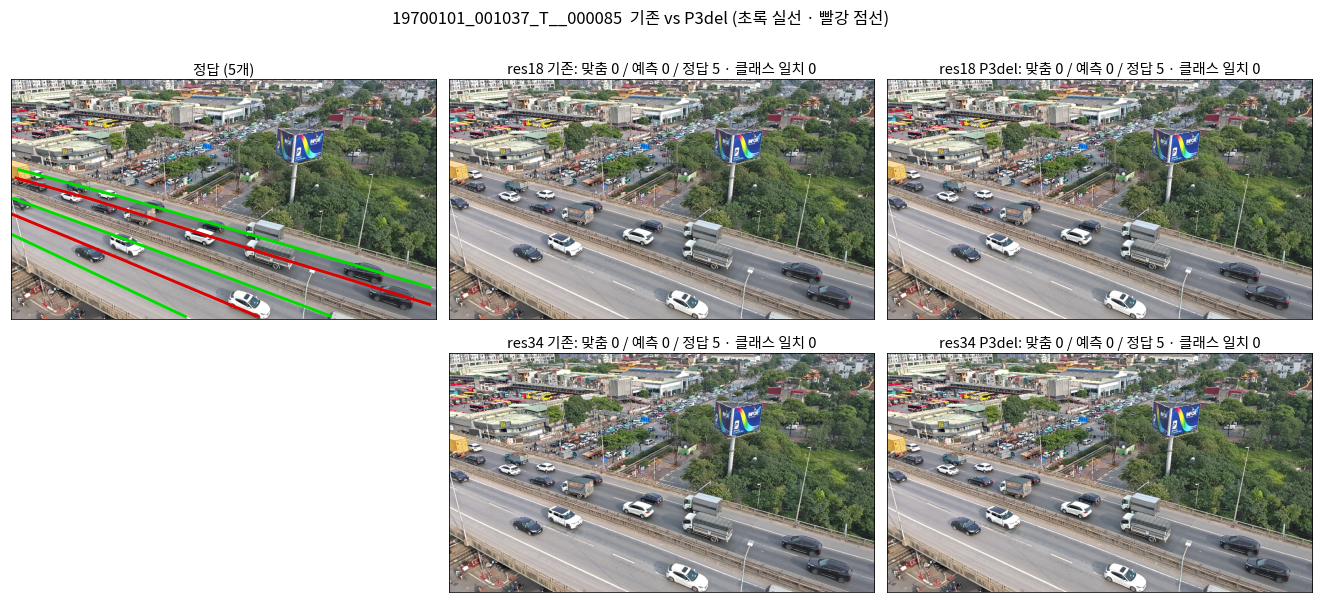 19700101_001037_T__000085 기존 vs P3del (초록 실선 · 빨강 점선)
정답 (5개)
res18 기존: 맞춤 0 / 예측 0 / 정답 5 · 클래스 일치 0
res18 P3del: 맞춤 0 / 예측 0 / 정답 5 · 클래스 일치 0
res34 기존: 맞춤 0 / 예측 0 / 정답 5 · 클래스 일치 0
res34 P3del: 맞춤 0 / 예측 0 / 정답 5 · 클래스 일치 0